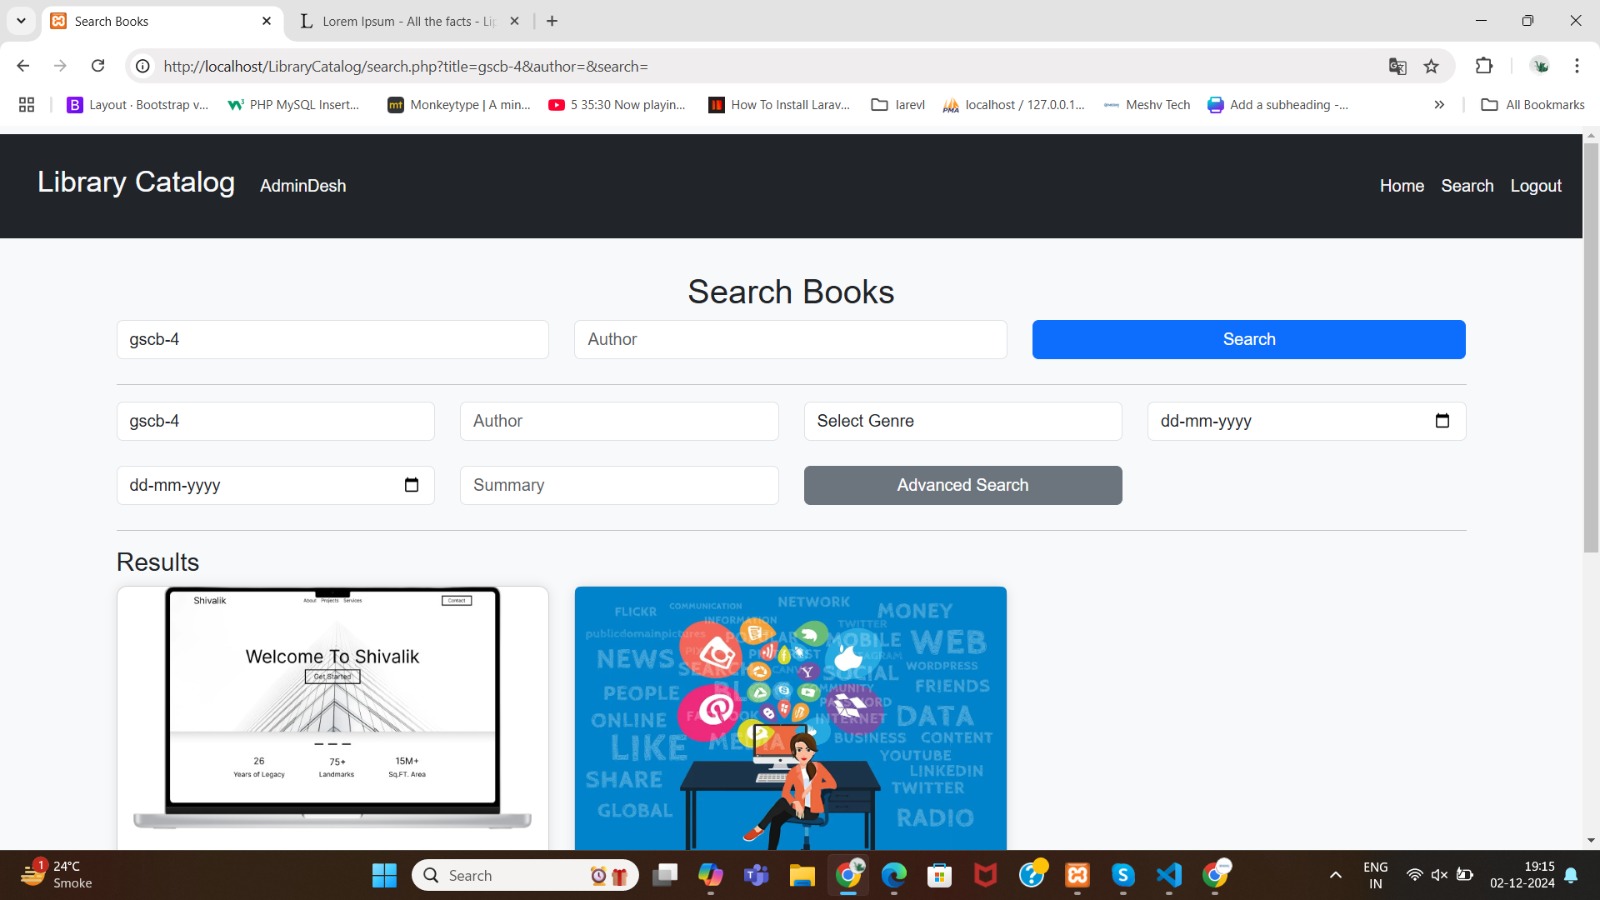 Search Books
Lorem Ipsum - All the facts - Li
http://localhost/LibraryCatalog/search.php?title=gscb-4&author=&search=
Layout · Bootstrap v...
PHP MySQL Insert...
Monkeytype | A min...
5 35:30 Now playin...
How To Install Larav...
larevl
localhost / 127.0.0.1...
Meshv Tech
Add a subheading -...
All Bookmarks
Library Catalog
AdminDesh
Home
Search
Logout
Search Books
gscb-4
Author
Search
gscb-4
Author
Select Genre
dd-mm-yyyy
dd-mm-yyyy
Summary
Advanced Search
Results
Shivalik
About
Projects
Services
Contact
Welcome To Shivalik
Get Started
26
Years of Legacy
75+
Landmarks
15M+
Sq.FT. Area
FLICKR
COMMUNICATION
NETWORK
MONEY
INFORMATION
TWITTER
publicdomainpictures
MOBILE
WEB
NEWS
WORDPRESS
SOCIAL
PEOPLE
FRIENDS
ONLINE
INTERNET
DATA
LIKE
MEDIA
BUSINESS
CONTENT
YOUTUBE
SHARE
LINKEDIN
TWITTER
GLOBAL
RADIO
1
24°C
Smoke
Search
ENG
IN
19:15
02-12-2024